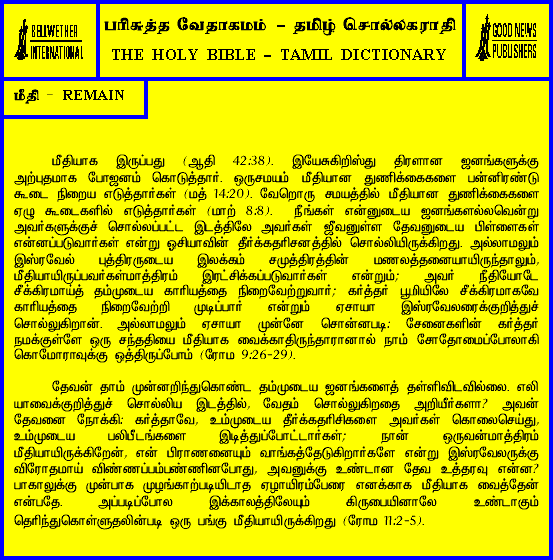 BELLWETHER
INTERNATIONAL
பரிசுத்த வேதாகமம் - தமிழ் சொல்லகராதி
THE HOLY BIBLE - TAMIL DICTIONARY
GOOD NEWS
PUBLISHERS
மீதி - REMAIN
மீதியாக இருப்பது (ஆதி 42:38). இயேசுகிறிஸ்து திரளான ஜனங்களுக்கு
அற்புதமாக போஜனம் கொடுத்தார். ஒருசமயம் மீதியான துணிக்கைகளை பன்னிரண்டு
கூடை நிறைய எடுத்தார்கள் (மத் 14:20). வேறொரு சமயத்தில் மீதியான துணிக்கைகளை
ஏழு கூடைகளில் எடுத்தார்கள் (மாற் 8:8). நீங்கள் என்னுடைய ஜனங்களல்லவென்று
அவர்களுக்குச் சொல்லப்பட்ட இடத்திலே அவர்கள் ஜீவனுள்ள தேவனுடைய பிள்ளைகள்
என்னப்படுவார்கள் என்று ஓசியாவின் தீர்க்கதரிசனத்தில் சொல்லியிருக்கிறது. அல்லாமலும்
இஸ்ரவேல் புத்திரருடைய இலக்கம் சமுத்திரத்தின் மணலத்தனையாயிருந்தாலும்,
மீதியாயிருப்பவர்கள்மாத்திரம் இரட்சிக்கப்படுவார்கள் என்றும்; அவர் நீதியோடே
சீக்கிரமாய்த் தம்முடைய காரியத்தை நிறைவேற்றுவார்; கர்த்தர் பூமியிலே சீக்கிரமாகவே
காரியத்தை நிறைவேற்றி முடிப்பார் என்றும் ஏசாயா இஸ்ரவேலரைக்குறித்துச்
சொல்லுகிறான். அல்லாமலும் ஏசாயா முன்னே சொன்னபடி: சேனைகளின் கர்த்தர்
நமக்குள்ளே ஒரு சந்ததியை மீதியாக வைக்காதிருந்தாரானால் நாம் சோதோமைப்போலாகி
கொமோராவுக்கு ஒத்திருப்போம் (ரோம 9:26-29).
தேவன் தாம் முன்னறிந்துகொண்ட தம்முடைய ஜனங்களைத் தள்ளிவிடவில்லை. எலி
யாவைக்குறித்துச் சொல்லிய இடத்தில், வேதம் சொல்லுகிறதை அறியீர்களா? அவன்
தேவனை நோக்கி: கர்த்தாவே, உம்முடைய தீர்க்கதரிசிகளை அவர்கள் கொலைசெய்து,
உம்முடைய பலிபீடங்களை இடித்துப்போட்டார்கள்; நான் ஒருவன்மாத்திரம்
மீதியாயிருக்கிறேன், என் பிராணனையும் வாங்கத்தேடுகிறார்களே என்று இஸ்ரவேலருக்கு
விரோதமாய் விண்ணப்பம்பண்ணினபோது, அவனுக்கு உண்டான தேவ உத்தரவு என்ன?
பாகாலுக்கு முன்பாக முழங்காற்படியிடாத ஏழாயிரம்பேரை எனக்காக மீதியாக வைத்தேன்
என்பதே. அப்படிப்போல இக்காலத்திலேயும் கிருபையினாலே உண்டாகும்
தெரிந்துகொள்ளுதலின்படி ஒரு பங்கு மீதியாயிருக்கிறது (ரோம 11:2-5).